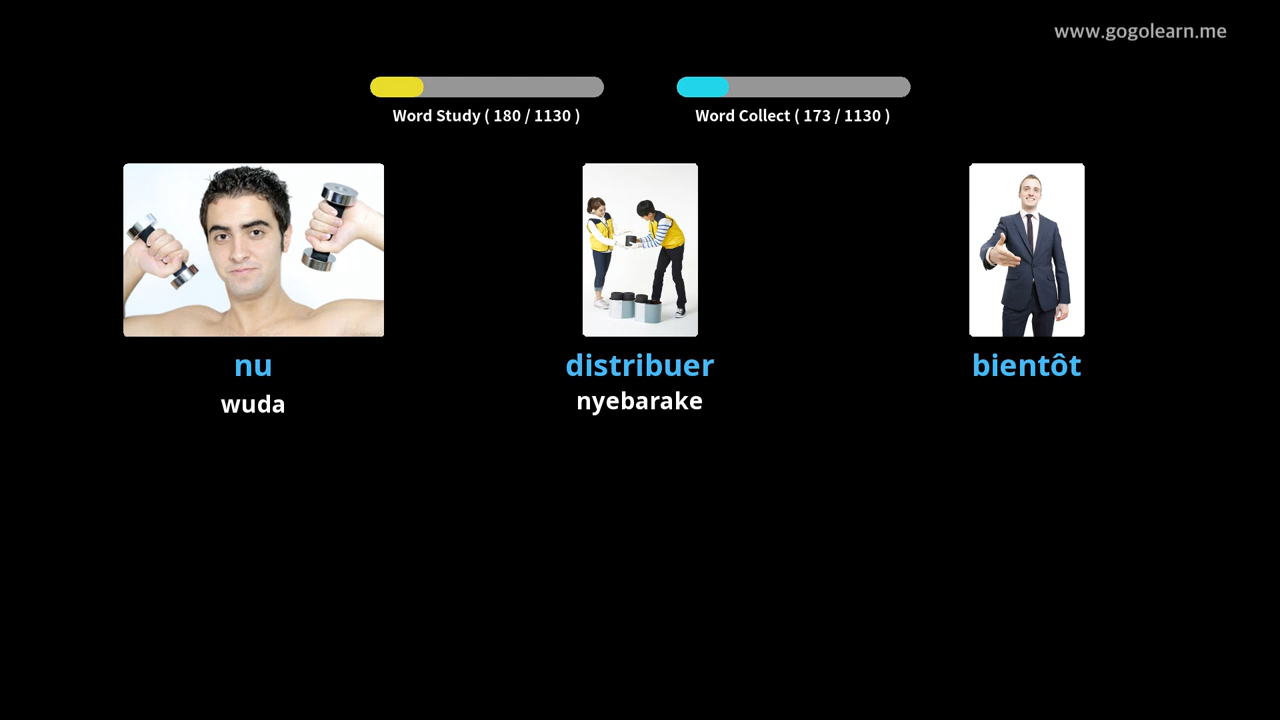 www.gogolearn.me
Word Study ( 180 / 1130 )
Word Collect ( 173 / 1130 )
nu
wuda
distribuer
nyebarake
bientôt